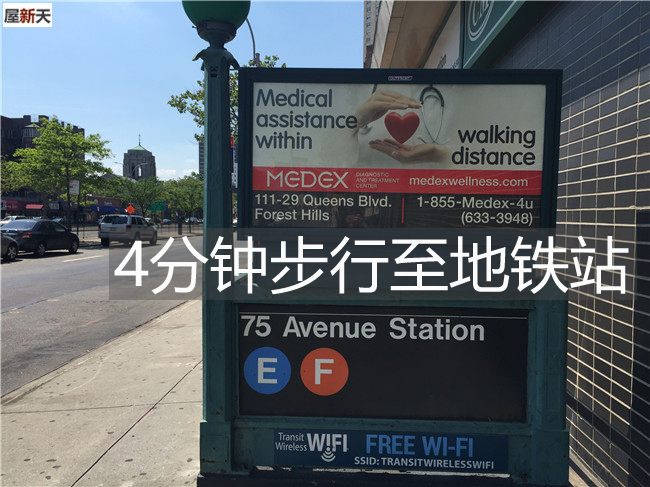 屋新天
Medical
assistance
within
walking
distance
MEDEX
DIAGNOSTIC
AND TREATMENT
CENTER
medexwellness.com
111-29 Queens Blvd.
Forest Hills
1-855-Medex-4u
(633-3948)
4分钟步行至地铁站
75 Avenue Station
E F
Transit
Wireless
WIFI
FREE WI-FI
SSID: TRANSITWIRELESSWIFI